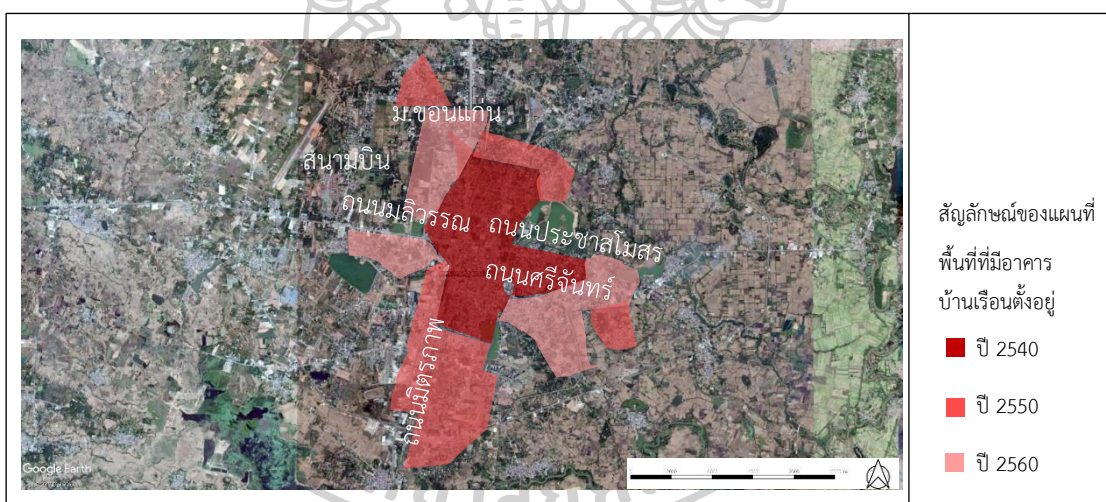 ม.ขอนแก่น
สนามบิน
ถนนมลิวรรณ
ถนนประชาสโมสร
ถนนศรีจันทร์
ถนนมิตรภาพ
Google Earth
สัญลักษณ์ของแผนที่
พื้นที่ที่มีอาคาร
บ้านเรือนตั้งอยู่
ปี 2540
ปี 2550
ปี 2560